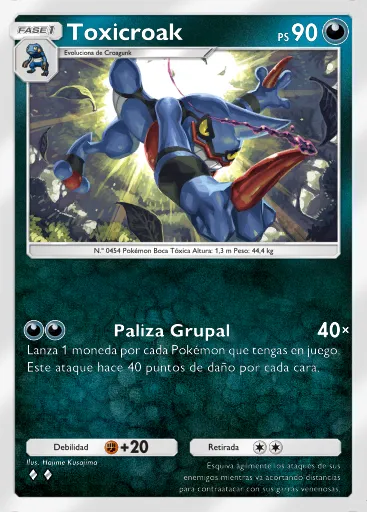 FASE 1
Toxicroak
PS 90
Evoluciona de Croagunk
N.º 0454 Pokémon Boca Tóxica Altura: 1,3 m Peso: 44,4 kg
Paliza Grupal 40×
Lanza 1 moneda por cada Pokémon que tengas en juego.
Este ataque hace 40 puntos de daño por cada cara.
Debilidad +20 Retirada
Ilus. Hajime Kusajima
Esquiva ágilmente los ataques de sus
enemigos mientras va acortando distancias
para contraatacar con sus garras venenosas.